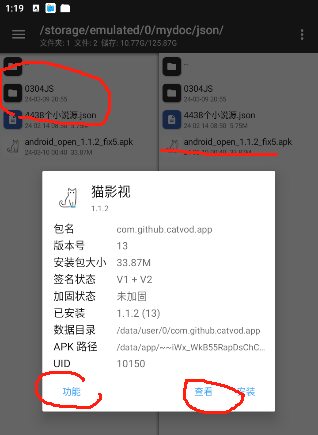 1:19
/storage/emulated/0/mydoc/json/
文件夹: 1 文件: 2 储存: 10.77G/125.87G
..
0304JS
24-03-09 20:55
4438个小说源.json
24-02-14 08:50 5.75M
android_open_1.1.2_fix5.apk
24-03-10 00:40 33.87M
..
0304JS
24-03-09 20:55
4438个小说源.json
24-02-14 08:50 5.75M
android_open_1.1.2_fix5.apk
24-03-10 00:40 33.87M
猫影视
1.1.2
包名 com.github.catvod.app
版本号 13
安装包大小 33.87M
签名状态 V1 + V2
加固状态 未加固
已安装 1.1.2 (13)
数据目录 /data/user/0/com.github.catvod.app
APK 路径 /data/app/~~iWx_WkB55RapDsChC...
UID 10150
功能 查看 安装